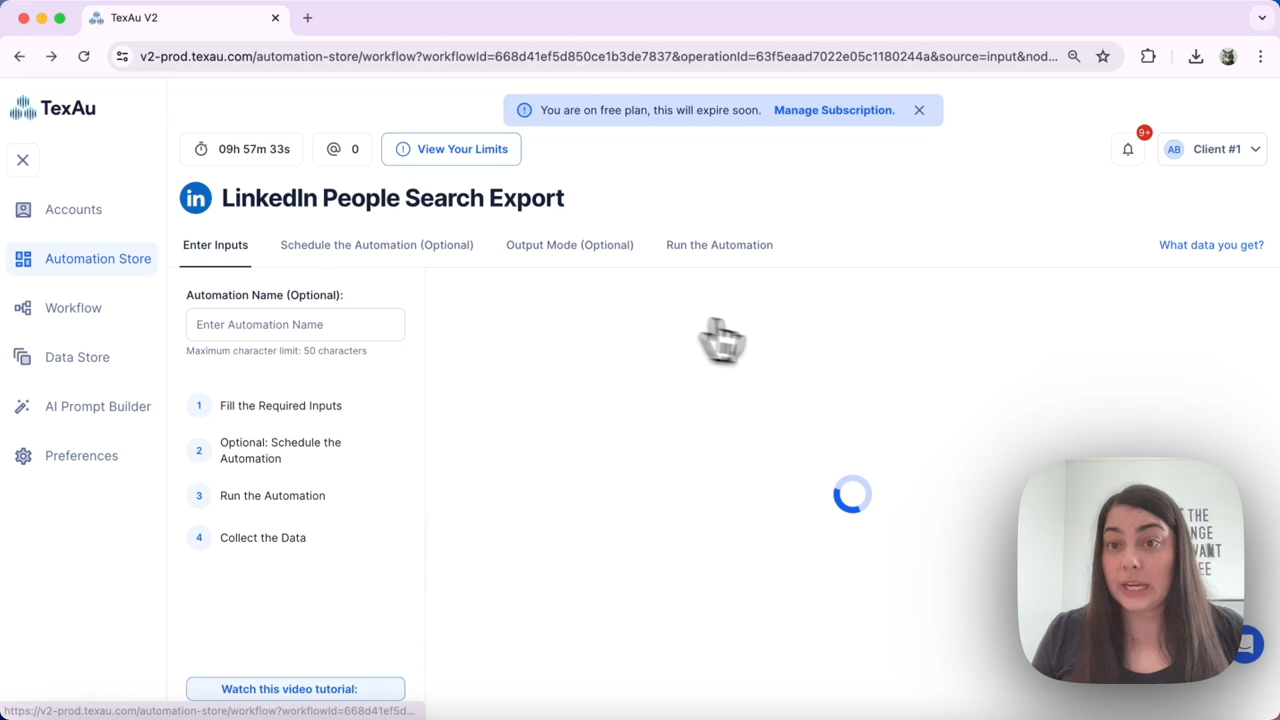 TexAu V2
v2-prod.texau.com/automation-store/workflow?workflowId=668d41ef5d850ce1b3de7837&operationId=63f5eaad7022e05c1180244a&source=input&nod...
TexAu
You are on free plan, this will expire soon. Manage Subscription.
09h 57m 33s
0
View Your Limits
9+
AB
Client #1
LinkedIn People Search Export
in
Accounts
Automation Store
Workflow
Data Store
AI Prompt Builder
Preferences
Enter Inputs
Schedule the Automation (Optional)
Output Mode (Optional)
Run the Automation
What data you get?
Automation Name (Optional):
Enter Automation Name
Maximum character limit: 50 characters
1 Fill the Required Inputs
2 Optional: Schedule the
Automation
3 Run the Automation
4 Collect the Data
Watch this video tutorial:
THE
NGE
WANT
EE
https://v2-prod.texau.com/automation-store/workflow?workflowId=668d41ef5d...